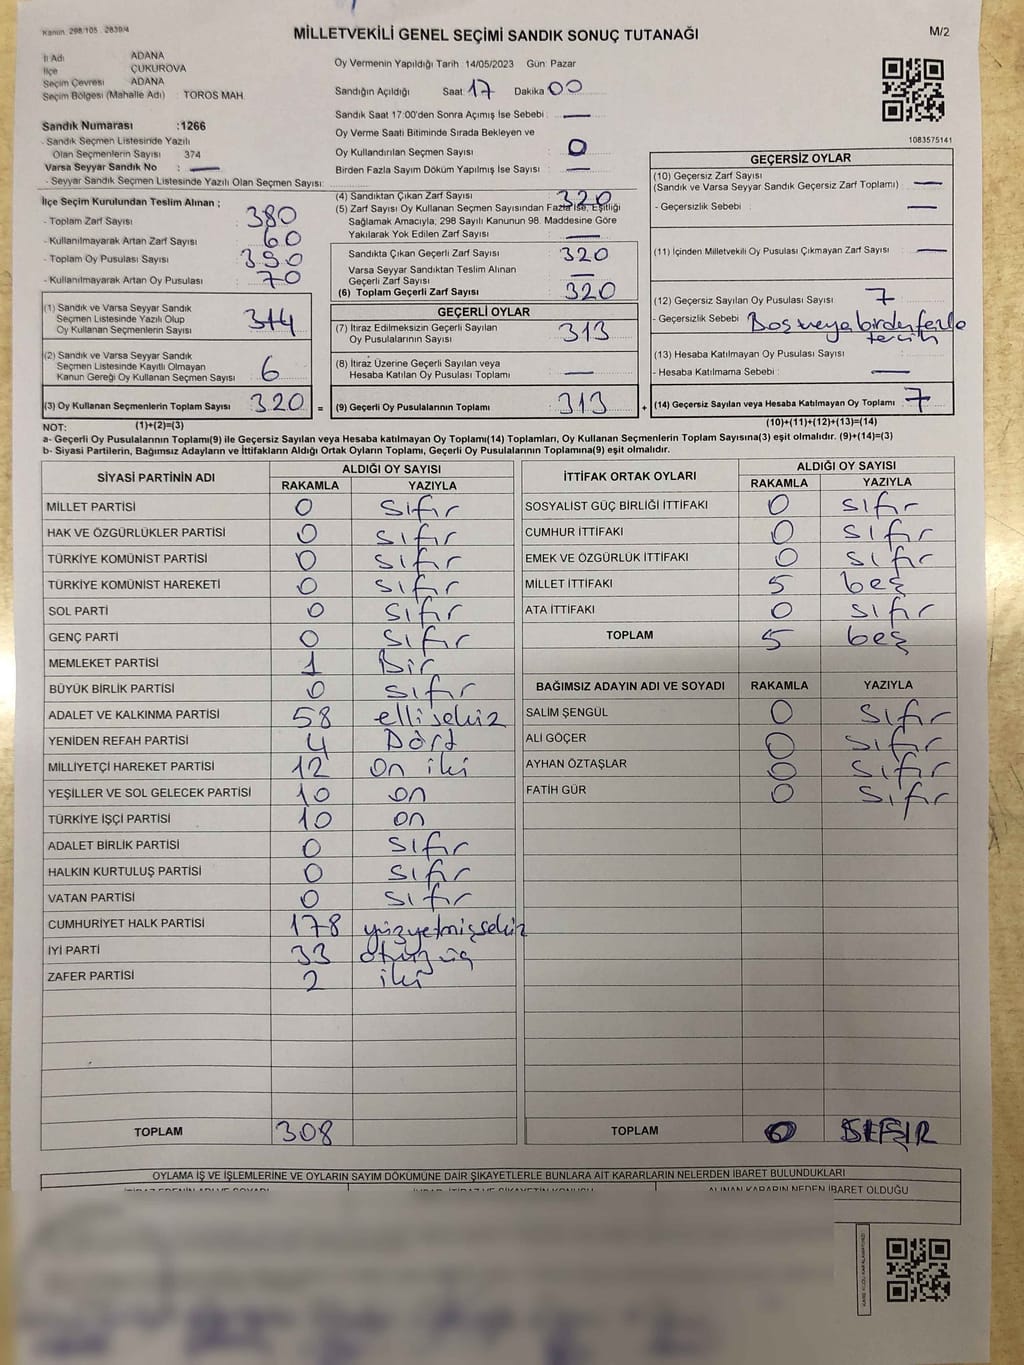 Kanun. 298/105 . 2839/4
MİLLETVEKİLİ GENEL SEÇİMİ SANDIK SONUÇ TUTANAĞI
M/2
İl Adı ADANA
İlçe ÇUKUROVA
Seçim Çevresi ADANA
Seçim Bölgesi (Mahalle Adı) : TOROS MAH.
Oy Vermenin Yapıldığı Tarih 14/05/2023 Gün: Pazar
Sandığın Açıldığı Saat 17 Dakika 00
Sandık Saat 17:00'den Sonra Açımış İse Sebebi : —
Oy Verme Saati Bitiminde Sırada Bekleyen ve
Oy Kullandırılan Seçmen Sayısı : 0
Birden Fazla Sayım Döküm Yapılmış İse Sayısı : —
1083575141
Sandık Numarası :1266
- Sandık Seçmen Listesinde Yazılı
Olan Seçmenlerin Sayısı : 374
Varsa Seyyar Sandık No : —
- Seyyar Sandık Seçmen Listesinde Yazılı Olan Seçmen Sayısı:
İlçe Seçim Kurulundan Teslim Alınan ;
- Toplam Zarf Sayısı : 380
- Kullanılmayarak Artan Zarf Sayısı : 60
- Toplam Oy Pusulası Sayısı : 390
- Kullanılmayarak Artan Oy Pusulası : 70
(1) Sandık ve Varsa Seyyar Sandık
Seçmen Listesinde Yazılı Olup
Oy Kullanan Seçmenlerin Sayısı 314
(2) Sandık ve Varsa Seyyar Sandık
Seçmen Listesinde Kayıtlı Olmayan
Kanun Gereği Oy Kullanan Seçmen Sayısı 6
(3) Oy Kullanan Seçmenlerin Toplam Sayısı 320 =
(1)+(2)=(3)
(4) Sandıktan Çıkan Zarf Sayısı 320
(5) Zarf Sayısı Oy Kullanan Seçmen Sayısından Fazla İse, Eşitliği
Sağlamak Amacıyla, 298 Sayılı Kanunun 98. Maddesine Göre
Yakılarak Yok Edilen Zarf Sayısı : —
Sandıkta Çıkan Geçerli Zarf Sayısı 320
Varsa Seyyar Sandıktan Teslim Alınan
Geçerli Zarf Sayısı —
(6) Toplam Geçerli Zarf Sayısı 320
GEÇERLİ OYLAR
(7) İtiraz Edilmeksizin Geçerli Sayılan
Oy Pusulalarının Sayısı 313
(8) İtiraz Üzerine Geçerli Sayılan veya
Hesaba Katılan Oy Pusulası Toplamı —
(9) Geçerli Oy Pusulalarının Toplamı 313 +
GEÇERSİZ OYLAR
(10) Geçersiz Zarf Sayısı
(Sandık ve Varsa Seyyar Sandık Geçersiz Zarf Toplamı) : —
- Geçersizlik Sebebi : —
(11) İçinden Milletvekili Oy Pusulası Çıkmayan Zarf Sayısı : —
(12) Geçersiz Sayılan Oy Pusulası Sayısı : 7
- Geçersizlik Sebebi : Boş veya birden fazla
tercih
(13) Hesaba Katılmayan Oy Pusulası Sayısı :
- Hesaba Katılmama Sebebi : —
(14) Geçersiz Sayılan veya Hesaba Katılmayan Oy Toplamı : 7
(10)+(11)+(12)+(13)=(14)
NOT:
a- Geçerli Oy Pusulalarının Toplamı(9) ile Geçersiz Sayılan veya Hesaba katılmayan Oy Toplamı(14) Toplamları, Oy Kullanan Seçmenlerin Toplam Sayısına(3) eşit olmalıdır. (9)+(14)=(3)
b- Siyasi Partilerin, Bağımsız Adayların ve İttifakların Aldığı Ortak Oyların Toplamı, Geçerli Oy Pusulalarının Toplamına(9) eşit olmalıdır.
SİYASİ PARTİNİN ADI ALDIĞI OY SAYISI
RAKAMLA YAZIYLA
MİLLET PARTİSİ 0 sıfır
HAK VE ÖZGÜRLÜKLER PARTİSİ 0 sıfır
TÜRKİYE KOMÜNİST PARTİSİ 0 sıfır
TÜRKİYE KOMÜNİST HAREKETİ 0 sıfır
SOL PARTİ 0 sıfır
GENÇ PARTİ 0 sıfır
MEMLEKET PARTİSİ 1 Bir
BÜYÜK BİRLİK PARTİSİ 0 sıfır
ADALET VE KALKINMA PARTİSİ 58 ellisekiz
YENİDEN REFAH PARTİSİ 4 Dört
MİLLİYETÇİ HAREKET PARTİSİ 12 on iki
YEŞİLLER VE SOL GELECEK PARTİSİ 10 on
TÜRKİYE İŞÇİ PARTİSİ 10 on
ADALET BİRLİK PARTİSİ 0 sıfır
HALKIN KURTULUŞ PARTİSİ 0 sıfır
VATAN PARTİSİ 0 sıfır
CUMHURİYET HALK PARTİSİ 178 yüzyetmişsekiz
İYİ PARTİ 33 otuzüç
ZAFER PARTİSİ 2 iki
TOPLAM 308
İTTİFAK ORTAK OYLARI ALDIĞI OY SAYISI
RAKAMLA YAZIYLA
SOSYALİST GÜÇ BİRLİĞİ İTTİFAKI 0 sıfır
CUMHUR İTTİFAKI 0 sıfır
EMEK VE ÖZGÜRLÜK İTTİFAKI 0 sıfır
MİLLET İTTİFAKI 5 beş
ATA İTTİFAKI 0 sıfır
TOPLAM 5 beş
BAĞIMSIZ ADAYIN ADI VE SOYADI RAKAMLA YAZIYLA
SALİM ŞENGÜL 0 sıfır
ALİ GÖÇER 0 sıfır
AYHAN ÖZTAŞLAR 0 sıfır
FATİH GÜR 0 sıfır
TOPLAM 0 SIFIR
OYLAMA İŞ VE İŞLEMLERİNE VE OYLARIN SAYIM DÖKÜMÜNE DAİR ŞİKAYETLERLE BUNLARA AİT KARARLARIN NELERDEN İBARET BULUNDUKLARI
ALINAN KARARIN NEDEN İBARET OLDUĞU